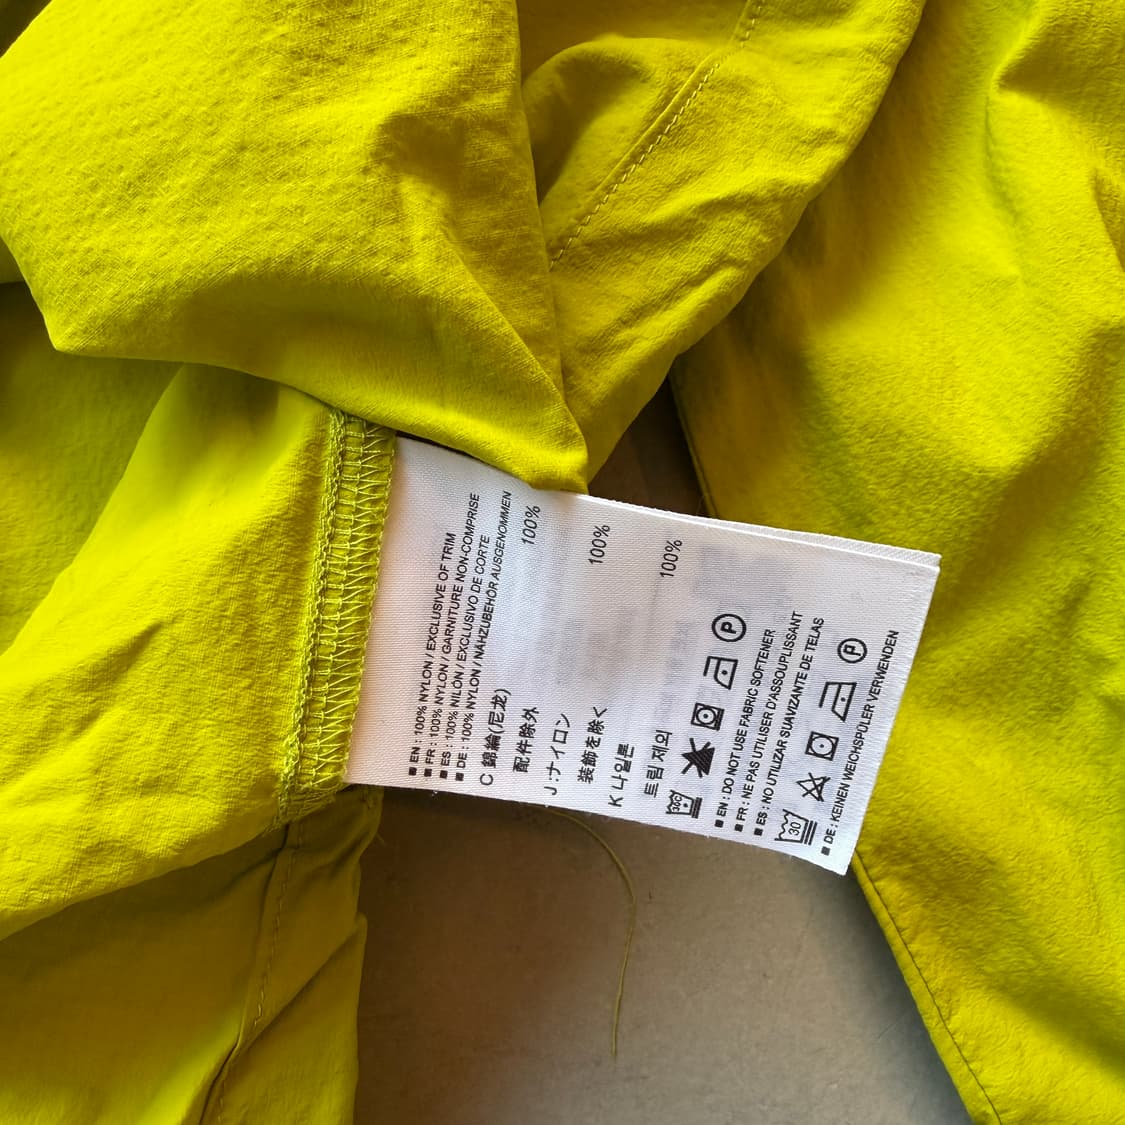 ■ EN : 100% NYLON / EXCLUSIVE OF TRIM
■ FR : 100% NYLON / GARNITURE NON-COMPRISE
■ ES : 100% NILÓN / EXCLUSIVO DE CORTE
■ DE : 100% NYLON / NÄHZUBEHÖR AUSGENOMMEN
C 錦綸(尼龙) 100%
配件除外
J :ナイロン 100%
装飾を除く
K 나일론 100%
트림 제외
P
■ EN : DO NOT USE FABRIC SOFTENER
■ FR : NE PAS UTILISER D'ASSOUPLISSANT
■ ES : NO UTILIZAR SUAVIZANTE DE TELAS
30 P
■ DE : KEINEN WEICHSPÜLER VERWENDEN